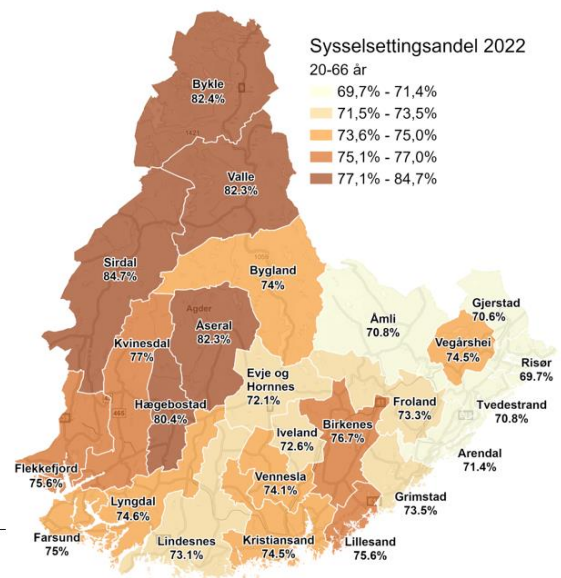 Sysselsettingsandel 2022
20-66 år
69,7% - 71,4%
71,5% - 73,5%
73,6% - 75,0%
75,1% - 77,0%
77,1% - 84,7%
Bykle
82.4%
Valle
82.3%
Sirdal
84.7%
Bygland
74%
Agder
Åseral
82.3%
Kvinesdal
77%
Åmli
70.8%
Gjerstad
70.6%
Vegårshei
74.5%
Risør
69.7%
Evje og
Hornnes
72.1%
Hægebostad
80.4%
Froland
73.3%
Tvedestrand
70.8%
Birkenes
76.7%
Iveland
72.6%
Arendal
71.4%
Flekkefjord
75.6%
Vennesla
74.1%
Grimstad
73.5%
Lyngdal
74.6%
Farsund
75%
Lindesnes
73.1%
Kristiansand
74.5%
Lillesand
75.6%